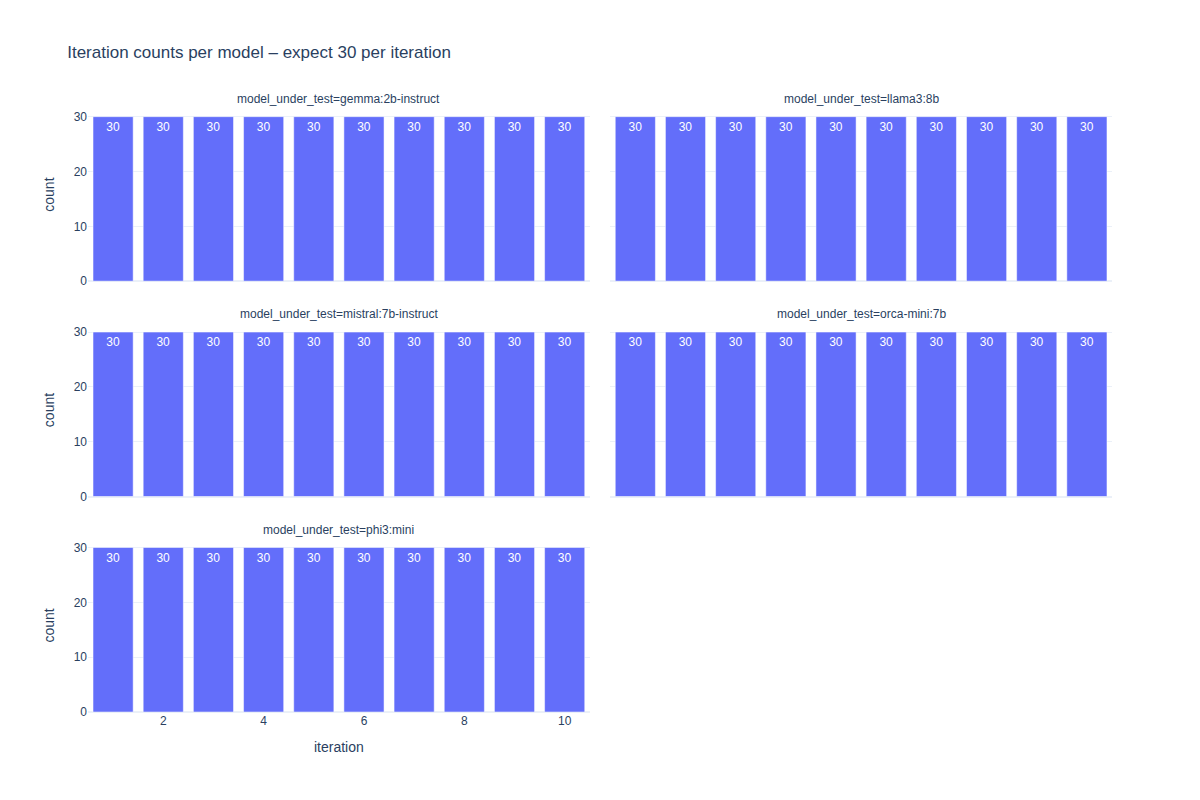 Iteration counts per model – expect 30 per iteration
model_under_test=gemma:2b-instruct
model_under_test=llama3:8b
30
20
10
0
count
30 30 30 30 30 30 30 30 30 30
30 30 30 30 30 30 30 30 30 30
model_under_test=mistral:7b-instruct
model_under_test=orca-mini:7b
30
20
10
0
count
30 30 30 30 30 30 30 30 30 30
30 30 30 30 30 30 30 30 30 30
model_under_test=phi3:mini
30
20
10
0
count
30 30 30 30 30 30 30 30 30 30
2 4 6 8 10
iteration